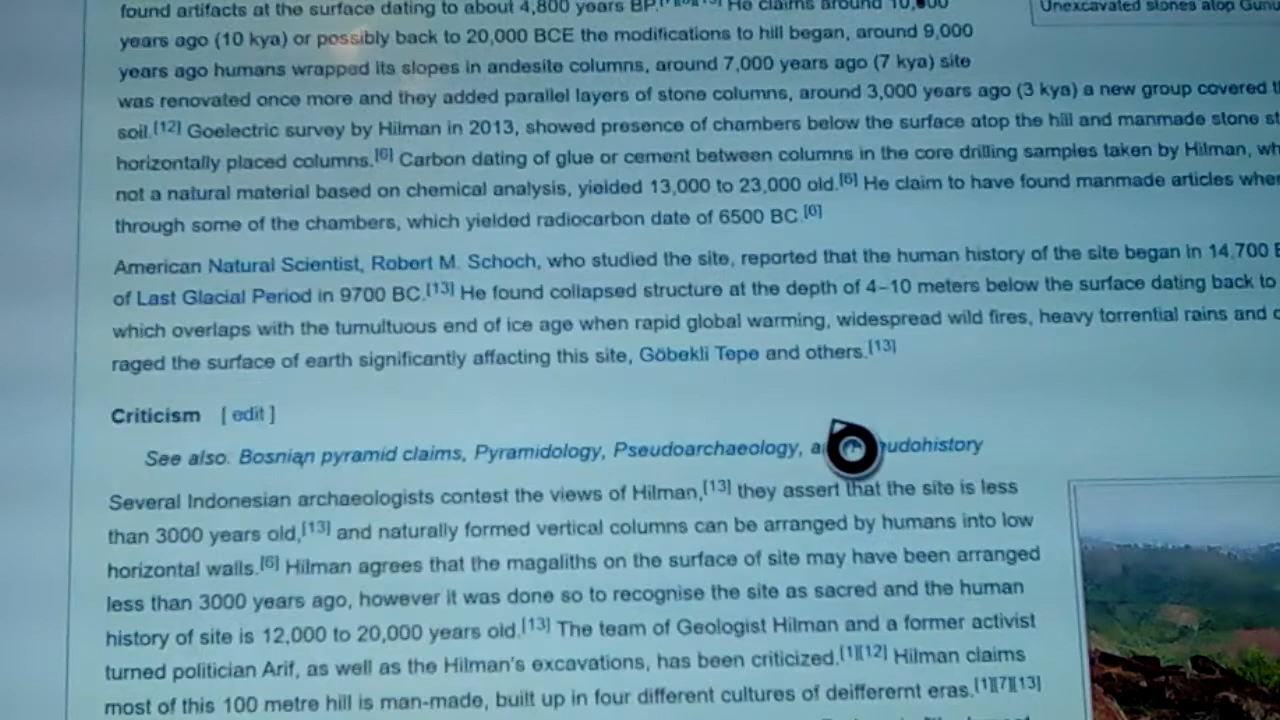 found artifacts at the surface dating to about 4,800 years BP. He claims around
Unexcavated stones atop Gunu
years ago (10 kya) or possibly back to 20,000 BCE the modifications to hill began, around 9,000
years ago humans wrapped its slopes in andesite columns, around 7,000 years ago (7 kya) site
was renovated once more and they added parallel layers of stone columns, around 3,000 years ago (3 kya) a new group covered t
soil.[12] Goelectric survey by Hilman in 2013, showed presence of chambers below the surface atop the hill and manmade stone st
horizontally placed columns.[6] Carbon dating of glue or cement between columns in the core drilling samples taken by Hilman, wh
not a natural material based on chemical analysis, yielded 13,000 to 23,000 old.[6] He claim to have found manmade articles wher
through some of the chambers, which yielded radiocarbon date of 6500 BC.[6]
American Natural Scientist, Robert M. Schoch, who studied the site, reported that the human history of the site began in 14,700 B
of Last Glacial Period in 9700 BC.[13] He found collapsed structure at the depth of 4–10 meters below the surface dating back to
which overlaps with the tumultuous end of ice age when rapid global warming, widespread wild fires, heavy torrential rains and
raged the surface of earth significantly affacting this site, Göbekli Tepe and others.[13]
Criticism [ edit ]
See also: Bosnian pyramid claims, Pyramidology, Pseudoarchaeology, a udohistory
Several Indonesian archaeologists contest the views of Hilman,[13] they assert that the site is less
than 3000 years old,[13] and naturally formed vertical columns can be arranged by humans into low
horizontal walls.[6] Hilman agrees that the magaliths on the surface of site may have been arranged
less than 3000 years ago, however it was done so to recognise the site as sacred and the human
history of site is 12,000 to 20,000 years old.[13] The team of Geologist Hilman and a former activist
turned politician Arif, as well as the Hilman's excavations, has been criticized.[1][12] Hilman claims
most of this 100 metre hill is man-made, built up in four different cultures of deifferernt eras.[1][7][13]